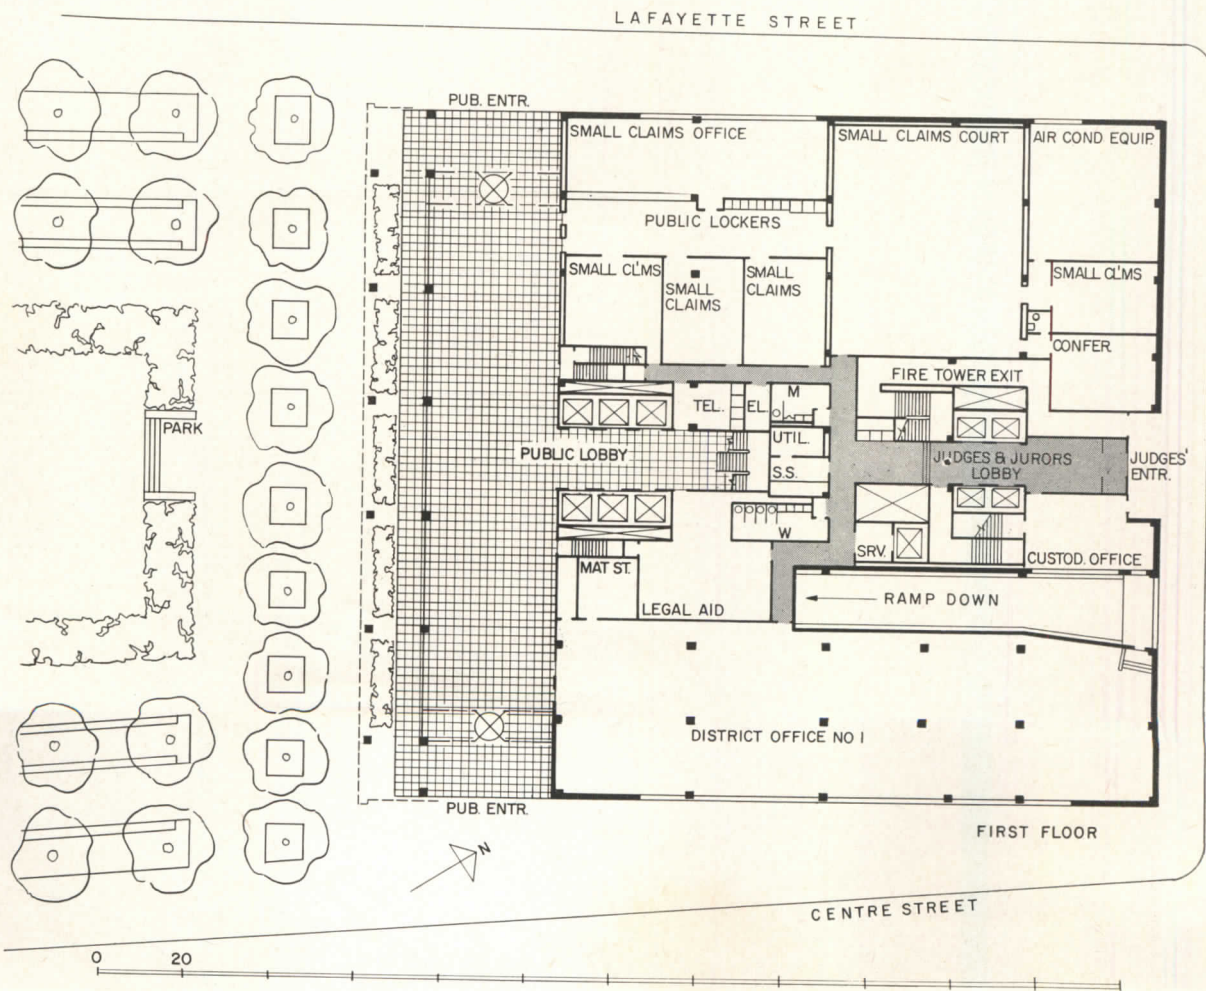 LAFAYETTE STREET
PUB. ENTR.
SMALL CLAIMS OFFICE
SMALL CLAIMS COURT
AIR COND EQUIP.
PUBLIC LOCKERS
SMALL CL'MS
SMALL
CLAIMS
SMALL
CLAIMS
SMALL CL'MS
CONFER.
FIRE TOWER EXIT
TEL.
EL.
M
PARK
PUBLIC LOBBY
UTIL.
S.S.
JUDGES & JURORS
LOBBY
JUDGES'
ENTR.
W
SRV.
CUSTOD. OFFICE
MAT ST.
LEGAL AID
RAMP DOWN
DISTRICT OFFICE NO 1
PUB. ENTR.
FIRST FLOOR
N
CENTRE STREET
0 20